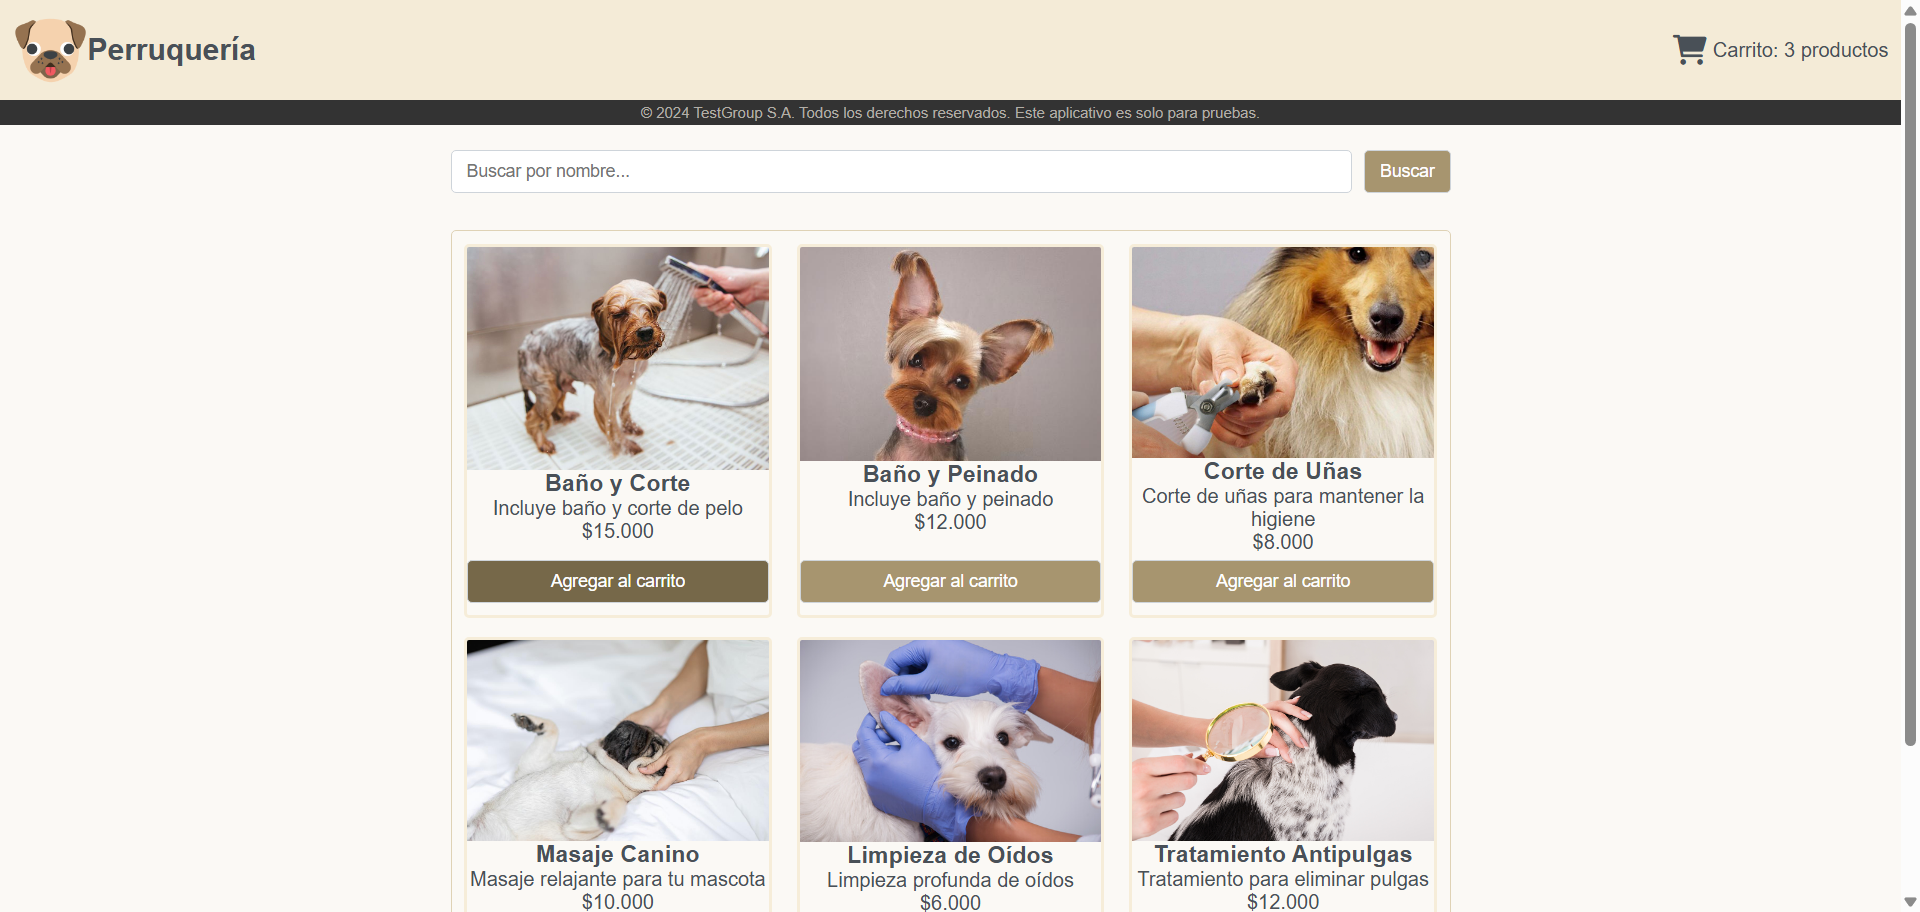 Perruquería
Carrito: 3 productos
© 2024 TestGroup S.A. Todos los derechos reservados. Este aplicativo es solo para pruebas.
Buscar por nombre...
Buscar
Baño y Corte
Incluye baño y corte de pelo
$15.000
Agregar al carrito
Baño y Peinado
Incluye baño y peinado
$12.000
Agregar al carrito
Corte de Uñas
Corte de uñas para mantener la
higiene
$8.000
Agregar al carrito
Masaje Canino
Masaje relajante para tu mascota
$10.000
Limpieza de Oídos
Limpieza profunda de oídos
$6.000
Tratamiento Antipulgas
Tratamiento para eliminar pulgas
$12.000